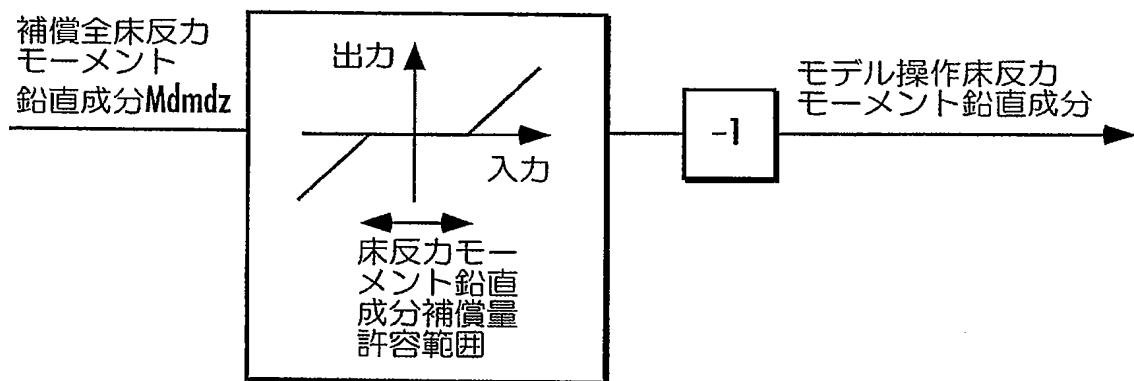 補償全床反力
モーメント
鉛直成分Mdmdz
出力
入力
床反力モー
メント鉛直
成分補償量
許容範囲
-1
モデル操作床反力
モーメント鉛直成分